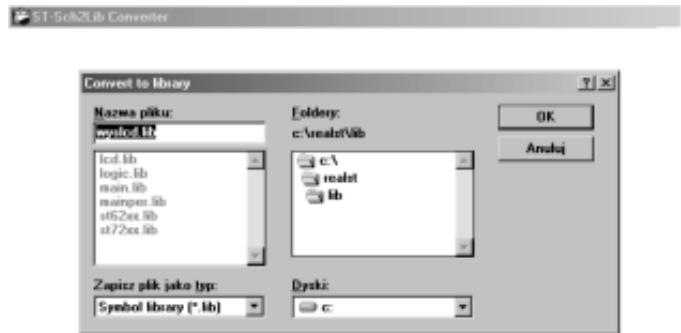 ST-Sch2Lib Converter
Convert to library
Nazwa pliku:
wyslcd.lib
lcd.lib
logic.lib
main.lib
mainper.lib
st62xx.lib
st72xx.lib
Zapisz plik jako typ:
Symbol library (*.lib)
Foldery:
c:\realst\lib
c:\
realst
lib
Dyski:
c:
OK
Anuluj